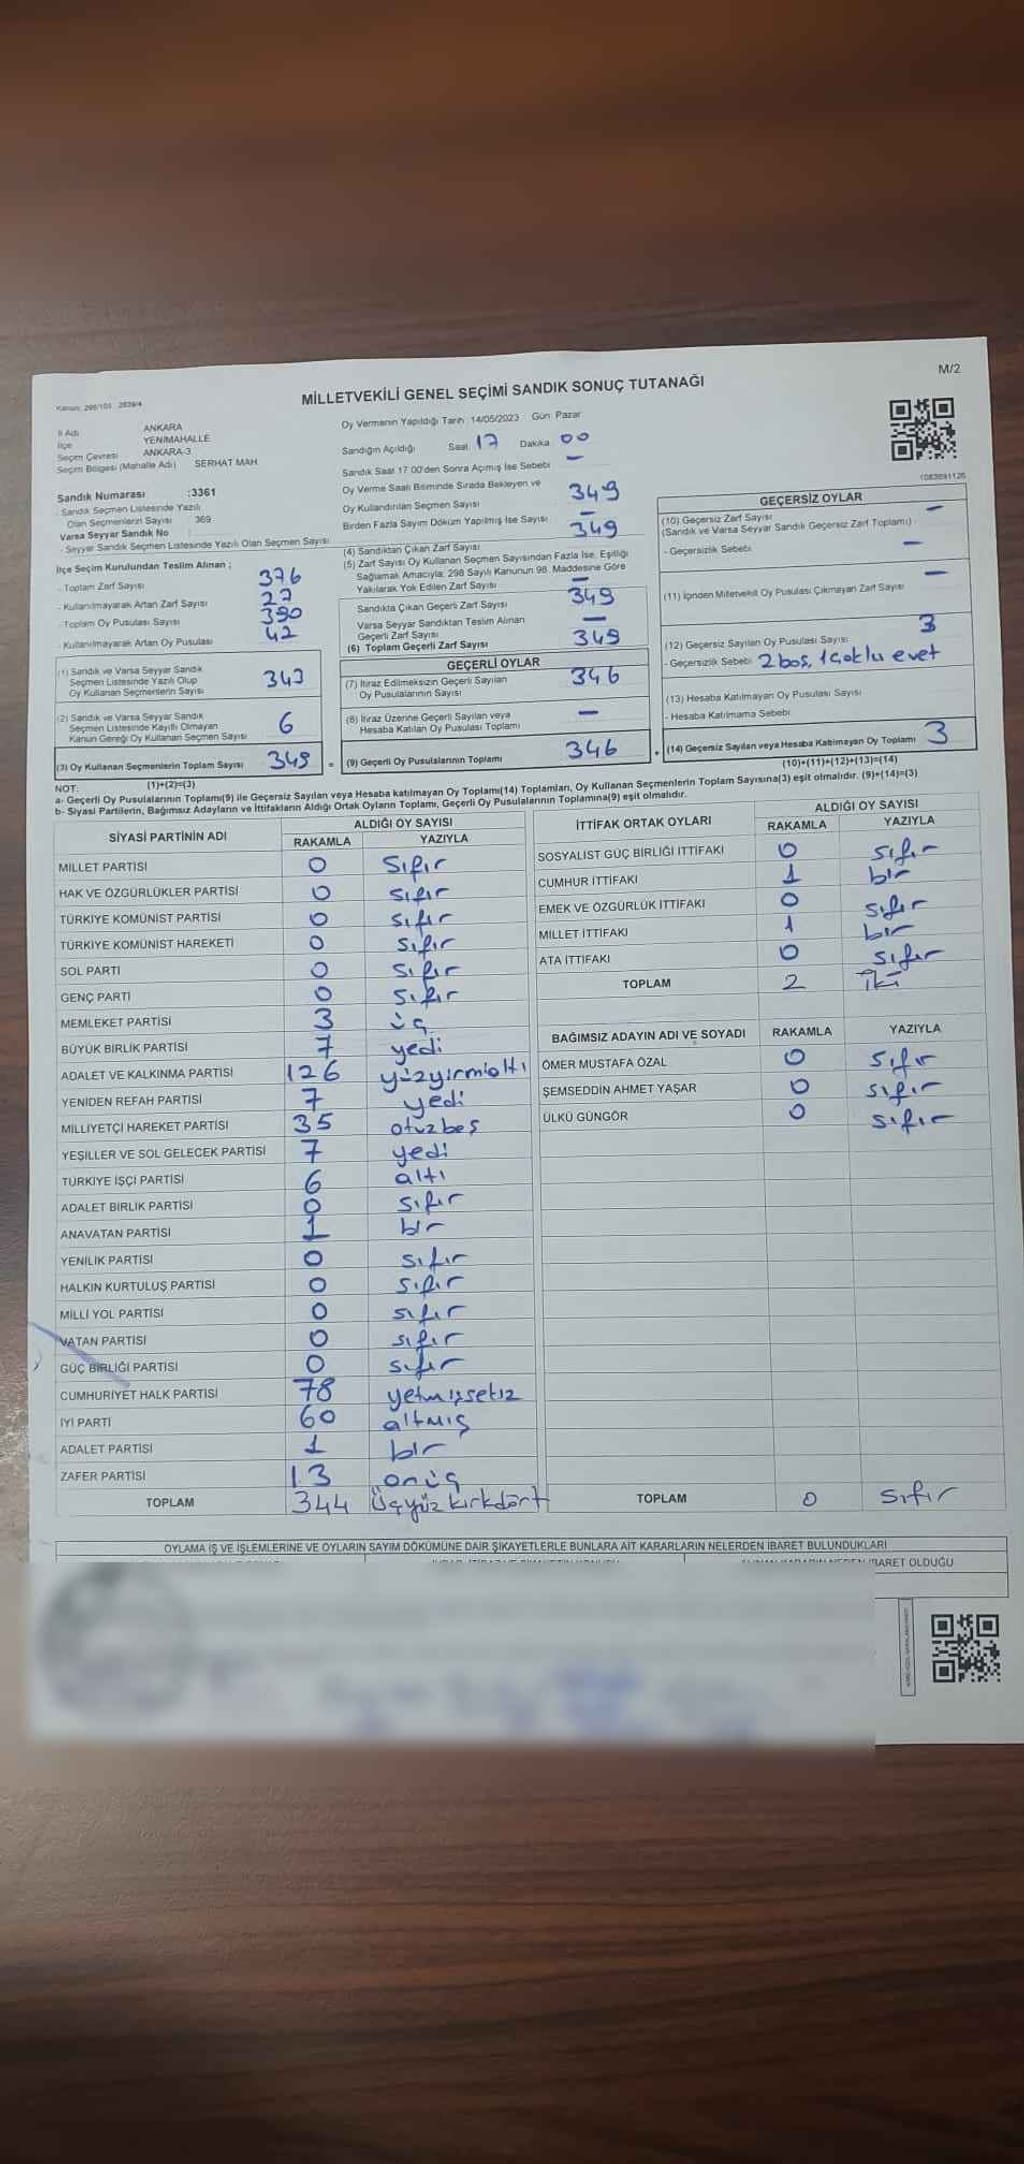 M/2
Kanun: 298/103 2839/4
MİLLETVEKİLİ GENEL SEÇİMİ SANDIK SONUÇ TUTANAĞI
İl Adı ANKARA
İlçe YENİMAHALLE
Seçim Çevresi ANKARA-3
Seçim Bölgesi (Mahalle Adı) SERHAT MAH
Sandık Numarası :3361
- Sandık Seçmen Listesinde Yazılı
Olan Seçmenlerin Sayısı 369
Varsa Seyyar Sandık No
- Seyyar Sandık Seçmen Listesinde Yazılı Olan Seçmen Sayısı
İlçe Seçim Kurulundan Teslim Alınan ;
- Toplam Zarf Sayısı 376
- Kullanılmayarak Artan Zarf Sayısı 27
- Toplam Oy Pusulası Sayısı 390
- Kullanılmayarak Artan Oy Pusulası 42
(1) Sandık ve Varsa Seyyar Sandık
Seçmen Listesinde Yazılı Olup
Oy Kullanan Seçmenlerin Sayısı 343
(2) Sandık ve Varsa Seyyar Sandık
Seçmen Listesinde Kayıtlı Olmayan
Kanun Gereği Oy Kullanan Seçmen Sayısı 6
(3) Oy Kullanan Seçmenlerin Toplam Sayısı 349
(1)+(2)=(3)
Oy Vermenin Yapıldığı Tarih 14/05/2023 Gün Pazar
Sandığın Açıldığı Saat 17 Dakika 00
Sandık Saat 17 00'den Sonra Açımış İse Sebebi —
Oy Verme Saati Bitiminde Sırada Bekleyen ve
Oy Kullandırılan Seçmen Sayısı 349
Birden Fazla Sayım Döküm Yapılmış İse Sayısı —
(4) Sandıktan Çıkan Zarf Sayısı 349
(5) Zarf Sayısı Oy Kullanan Seçmen Sayısından Fazla İse, Eşitliği
Sağlamak Amacıyla, 298 Sayılı Kanunun 98. Maddesine Göre
Yakılarak Yok Edilen Zarf Sayısı —
Sandıkta Çıkan Geçerli Zarf Sayısı 349
Varsa Seyyar Sandıktan Teslim Alınan
Geçerli Zarf Sayısı —
(6) Toplam Geçerli Zarf Sayısı 349
GEÇERLİ OYLAR
(7) İtiraz Edilmeksizin Geçerli Sayılan
Oy Pusulalarının Sayısı 346
(8) İtiraz Üzerine Geçerli Sayılan veya
Hesaba Katılan Oy Pusulası Toplamı —
= (9) Geçerli Oy Pusulalarının Toplamı 346
GEÇERSİZ OYLAR
(10) Geçersiz Zarf Sayısı —
(Sandık ve Varsa Seyyar Sandık Geçersiz Zarf Toplamı)
- Geçersizlik Sebebi —
(11) İçinden Milletvekili Oy Pusulası Çıkmayan Zarf Sayısı —
(12) Geçersiz Sayılan Oy Pusulası Sayısı 3
- Geçersizlik Sebebi 2 boş, 1 çoklu evet
(13) Hesaba Katılmayan Oy Pusulası Sayısı
- Hesaba Katılmama Sebebi
+ (14) Geçersiz Sayılan veya Hesaba Katılmayan Oy Toplamı 3
(10)+(11)+(12)+(13)=(14)
NOT:
a- Geçerli Oy Pusulalarının Toplamı(9) ile Geçersiz Sayılan veya Hesaba katılmayan Oy Toplamı(14) Toplamları, Oy Kullanan Seçmenlerin Toplam Sayısına(3) eşit olmalıdır. (9)+(14)=(3)
b- Siyasi Partilerin, Bağımsız Adayların ve İttifakların Aldığı Ortak Oyların Toplamı, Geçerli Oy Pusulalarının Toplamına(9) eşit olmalıdır.
SİYASİ PARTİNİN ADI ALDIĞI OY SAYISI
RAKAMLA YAZIYLA
MİLLET PARTİSİ 0 sıfır
HAK VE ÖZGÜRLÜKLER PARTİSİ 0 sıfır
TÜRKİYE KOMÜNİST PARTİSİ 0 sıfır
TÜRKİYE KOMÜNİST HAREKETİ 0 sıfır
SOL PARTİ 0 sıfır
GENÇ PARTİ 0 sıfır
MEMLEKET PARTİSİ 3 üç
BÜYÜK BİRLİK PARTİSİ 7 yedi
ADALET VE KALKINMA PARTİSİ 126 yüzyirmialtı
YENİDEN REFAH PARTİSİ 7 yedi
MİLLİYETÇİ HAREKET PARTİSİ 35 otuzbeş
YEŞİLLER VE SOL GELECEK PARTİSİ 7 yedi
TÜRKİYE İŞÇİ PARTİSİ 6 altı
ADALET BİRLİK PARTİSİ 0 sıfır
ANAVATAN PARTİSİ 1 bir
YENİLİK PARTİSİ 0 sıfır
HALKIN KURTULUŞ PARTİSİ 0 sıfır
MİLLİ YOL PARTİSİ 0 sıfır
VATAN PARTİSİ 0 sıfır
GÜÇ BİRLİĞİ PARTİSİ 0 sıfır
CUMHURİYET HALK PARTİSİ 78 yetmişsekiz
İYİ PARTİ 60 altmış
ADALET PARTİSİ 1 bir
ZAFER PARTİSİ 13 onüç
TOPLAM 344 Üçyüzkırkdört
İTTİFAK ORTAK OYLARI ALDIĞI OY SAYISI
RAKAMLA YAZIYLA
SOSYALİST GÜÇ BİRLİĞİ İTTİFAKI 0 sıfır
CUMHUR İTTİFAKI 1 bir
EMEK VE ÖZGÜRLÜK İTTİFAKI 0 sıfır
MİLLET İTTİFAKI 1 bir
ATA İTTİFAKI 0 sıfır
TOPLAM 2 İki
BAĞIMSIZ ADAYIN ADI VE SOYADI RAKAMLA YAZIYLA
ÖMER MUSTAFA ÖZAL 0 sıfır
ŞEMSEDDİN AHMET YAŞAR 0 sıfır
ÜLKÜ GÜNGÖR 0 sıfır
TOPLAM 0 sıfır
OYLAMA İŞ VE İŞLEMLERİNE VE OYLARIN SAYIM DÖKÜMÜNE DAİR ŞİKAYETLERLE BUNLARA AİT KARARLARIN NELERDEN İBARET BULUNDUKLARI
İBARET OLDUĞU